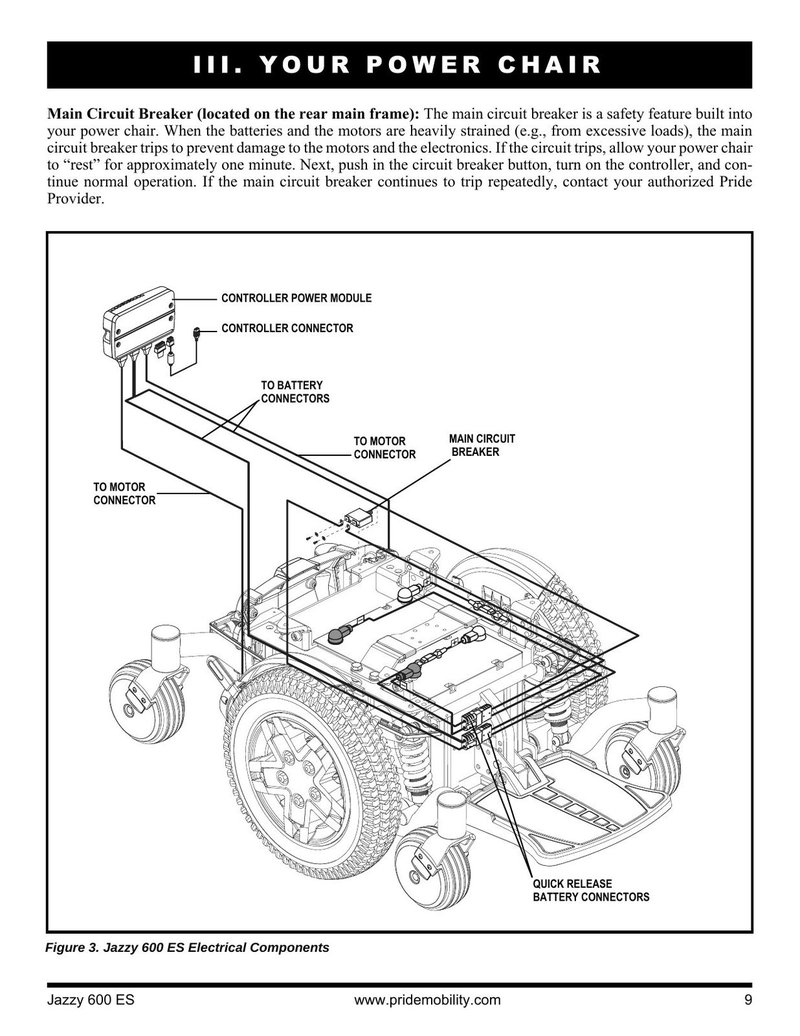 III. YOUR POWER CHAIR
Main Circuit Breaker (located on the rear main frame): The main circuit breaker is a safety feature built into
your power chair. When the batteries and the motors are heavily strained (e.g., from excessive loads), the main
circuit breaker trips to prevent damage to the motors and the electronics. If the circuit trips, allow your power chair
to “rest” for approximately one minute. Next, push in the circuit breaker button, turn on the controller, and con-
tinue normal operation. If the main circuit breaker continues to trip repeatedly, contact your authorized Pride
Provider.
CONTROLLER POWER MODULE
CONTROLLER CONNECTOR
TO BATTERY
CONNECTORS
TO MOTOR
CONNECTOR
MAIN CIRCUIT
BREAKER
TO MOTOR
CONNECTOR
QUICK RELEASE
BATTERY CONNECTORS
Figure 3. Jazzy 600 ES Electrical Components
Jazzy 600 ES
www.pridemobility.com
9